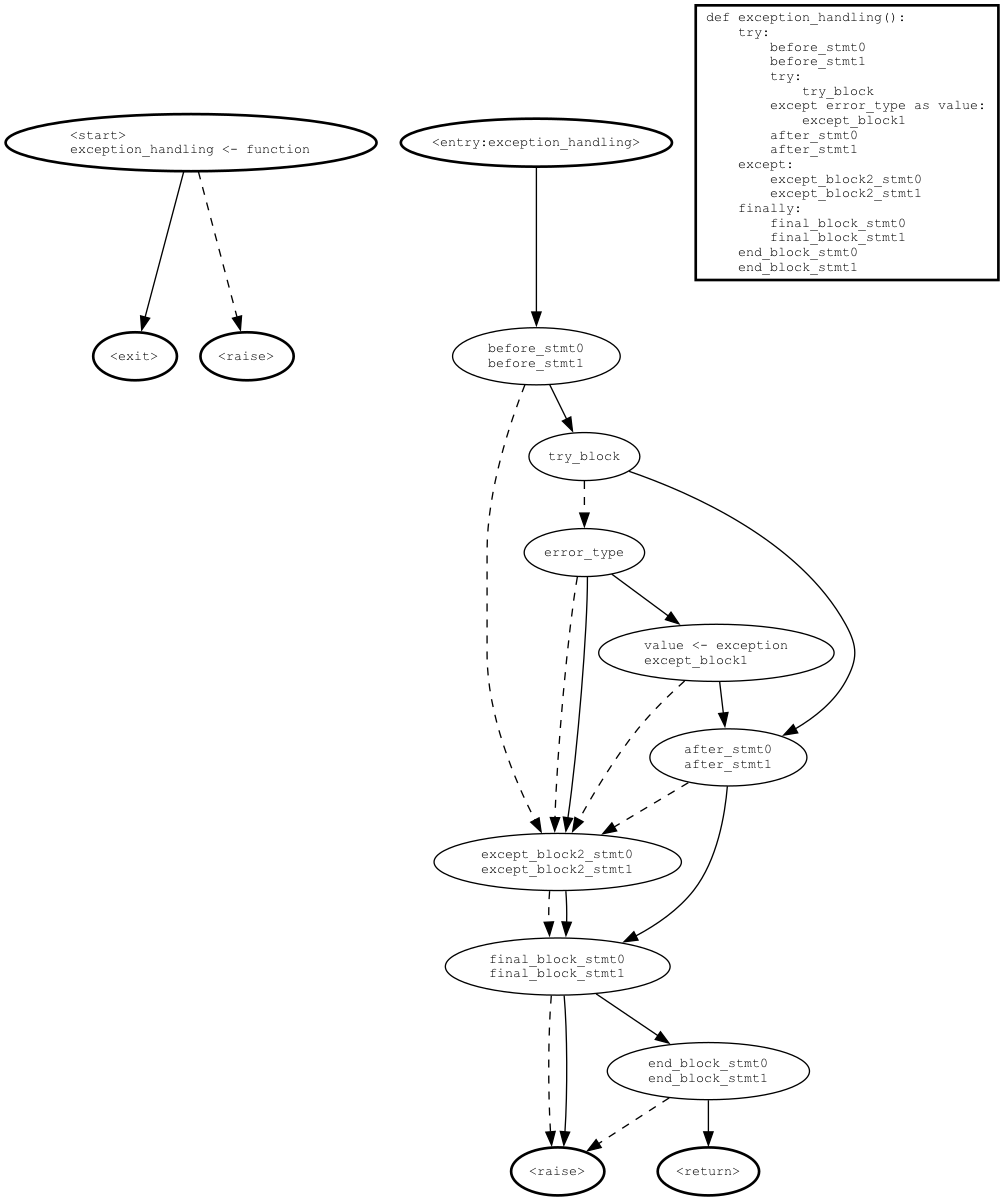 def exception_handling():
    try:
        before_stmt0
        before_stmt1
        try:
            try_block
        except error_type as value:
            except_block1
        after_stmt0
        after_stmt1
    except:
        except_block2_stmt0
        except_block2_stmt1
    finally:
        final_block_stmt0
        final_block_stmt1
    end_block_stmt0
    end_block_stmt1
<start>
exception_handling <- function
<entry:exception_handling>
<exit>
<raise>
before_stmt0
before_stmt1
try_block
error_type
value <- exception
except_block1
after_stmt0
after_stmt1
except_block2_stmt0
except_block2_stmt1
final_block_stmt0
final_block_stmt1
end_block_stmt0
end_block_stmt1
<raise>
<return>